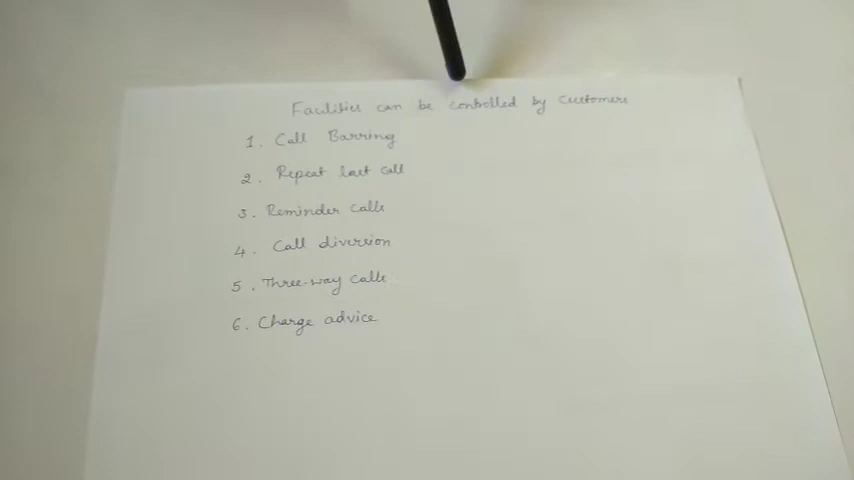 Facilities can be controlled by customers
1. Call Barring
2. Repeat last call
3. Reminder calls
4. Call diversion
5. Three-way calls
6. Charge advice